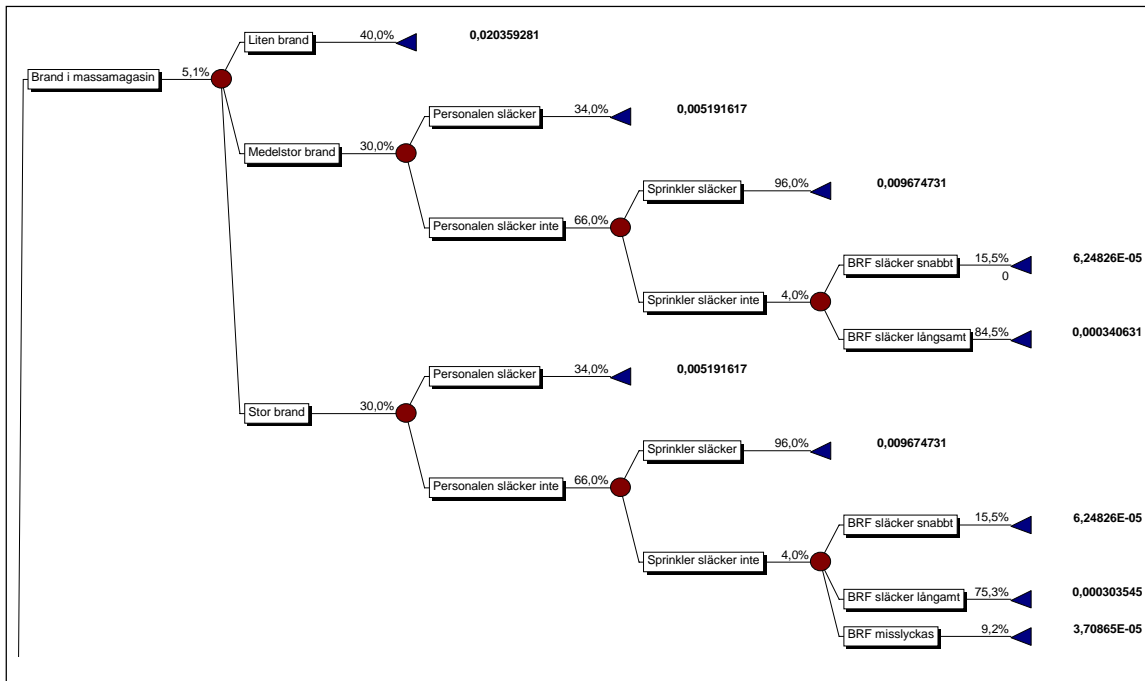 Liten brand 40,0% 0,020359281
Brand i massamagasin 5,1%
Personalen släcker 34,0% 0,005191617
Medelstor brand 30,0%
Sprinkler släcker 96,0% 0,009674731
Personalen släcker inte 66,0%
BRF släcker snabbt 15,5% 6,24826E-05
0
Sprinkler släcker inte 4,0%
BRF släcker långsamt 84,5% 0,000340631
Personalen släcker 34,0% 0,005191617
Stor brand 30,0%
Sprinkler släcker 96,0% 0,009674731
Personalen släcker inte 66,0%
BRF släcker snabbt 15,5% 6,24826E-05
Sprinkler släcker inte 4,0%
BRF släcker långamt 75,3% 0,000303545
BRF misslyckas 9,2% 3,70865E-05